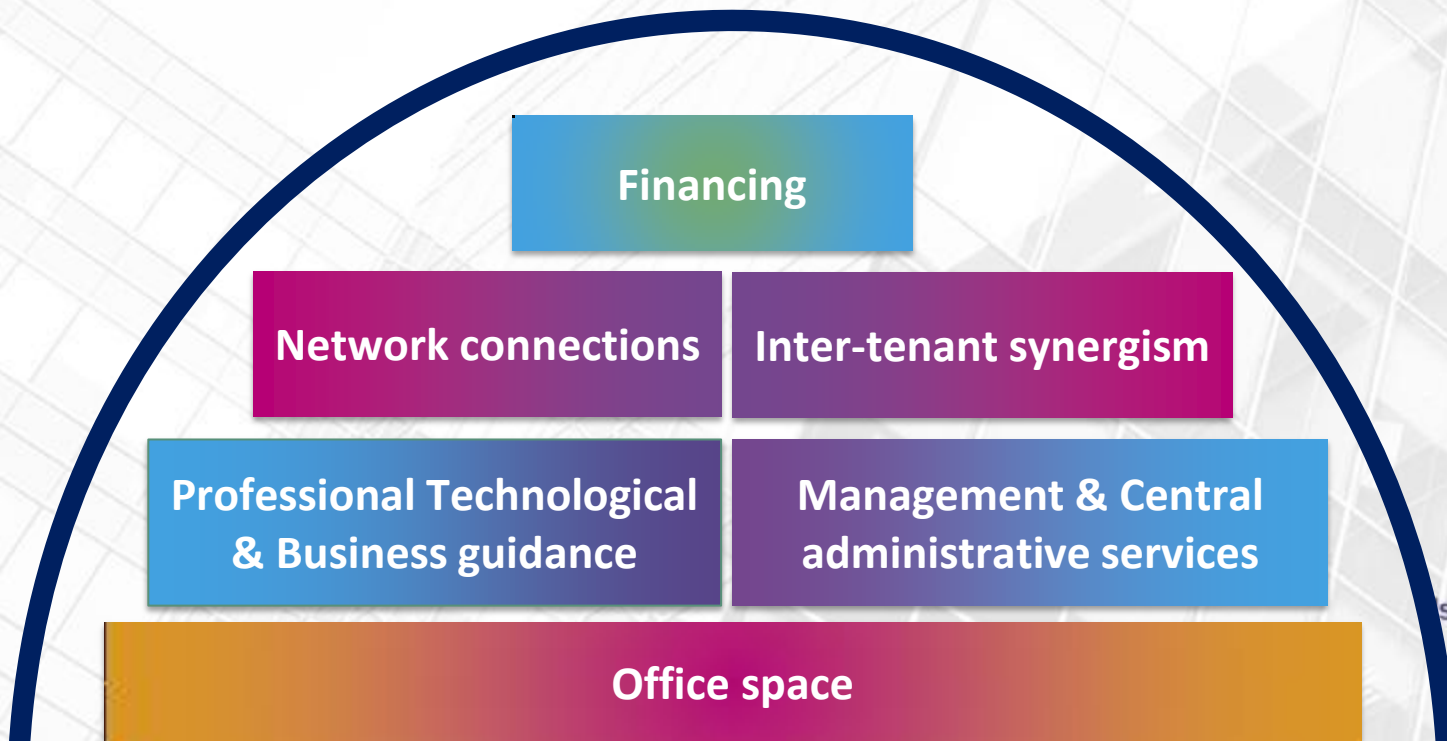 Financing
Network connections
Inter-tenant synergism
Professional Technological
& Business guidance
Management & Central
administrative services
Office space